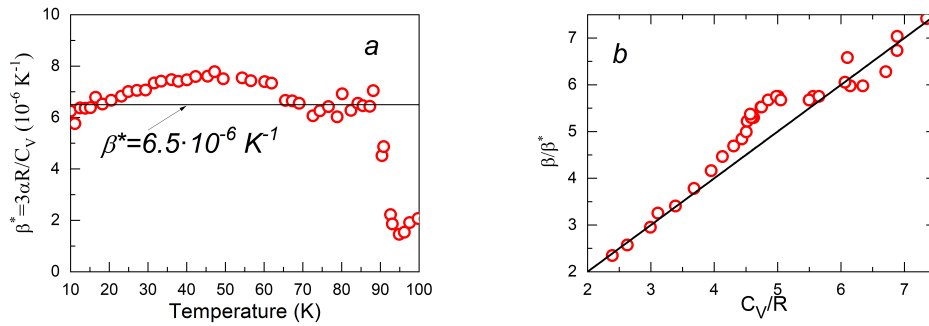 10
8
6
4
2
0
β*=3αR/C_V (10⁻⁶ K⁻¹)
a
β*=6.5·10⁻⁶ K⁻¹
10 20 30 40 50 60 70 80 90 100
Temperature (K)
7
6
5
4
3
2
β/β*
b
2 3 4 5 6 7
C_V/R